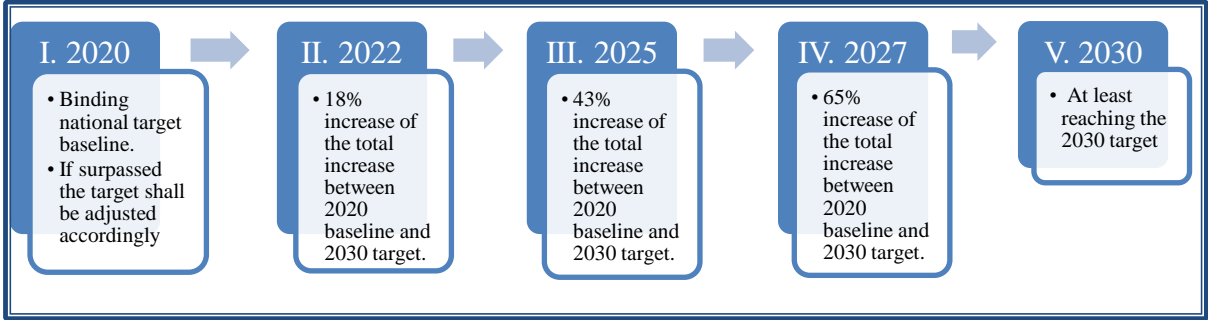 I. 2020
• Binding
national target
baseline.
• If surpassed
the target shall
be adjusted
accordingly
II. 2022
• 18%
increase of
the total
increase
between
2020
baseline and
2030 target.
III. 2025
• 43%
increase of
the total
increase
between
2020
baseline and
2030 target.
IV. 2027
• 65%
increase of
the total
increase
between
2020
baseline and
2030 target.
V. 2030
• At least
reaching the
2030 target